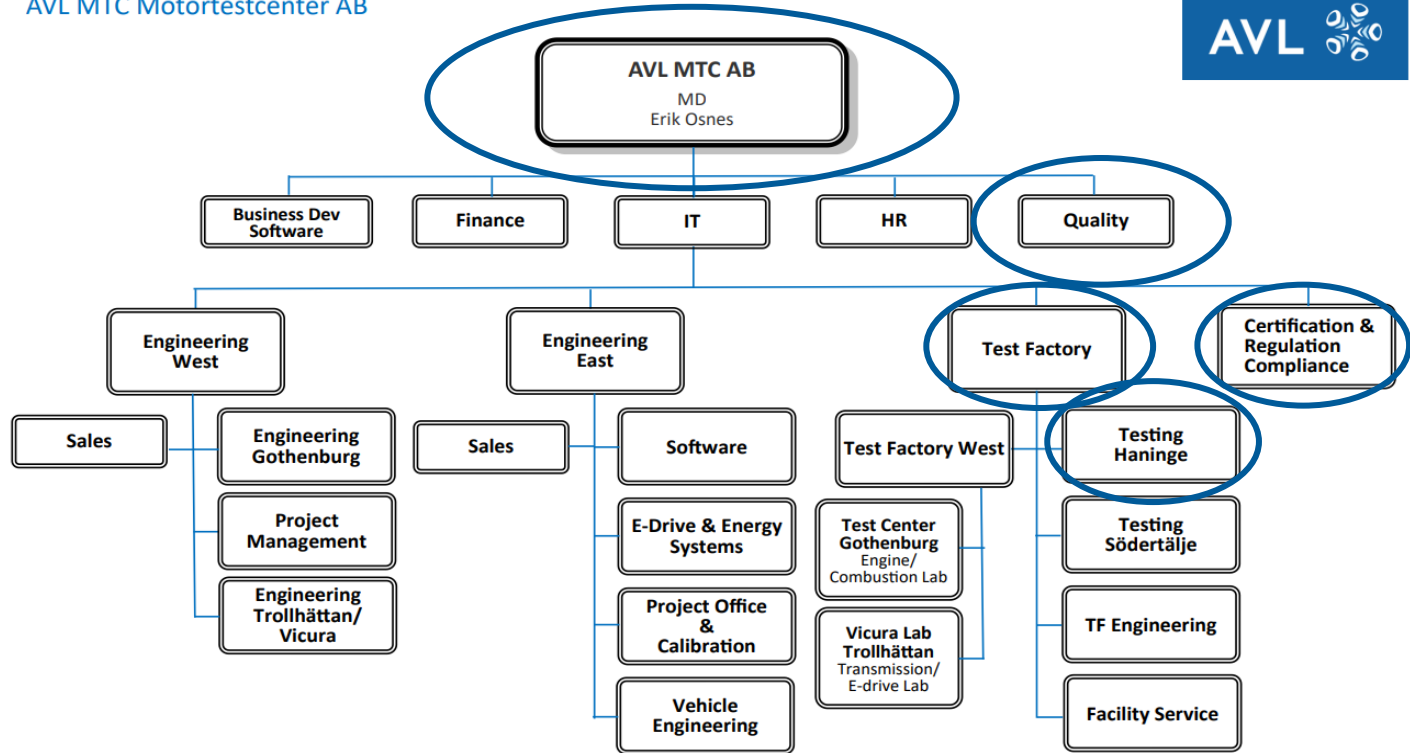 AVL MTC Motortestcenter AB
AVL
AVL MTC AB
MD
Erik Osnes
Business Dev
Software
Finance
IT
HR
Quality
Engineering
West
Engineering
East
Test Factory
Certification &
Regulation
Compliance
Sales
Engineering
Gothenburg
Project
Management
Engineering
Trollhättan/
Vicura
Sales
Software
E-Drive & Energy
Systems
Project Office
&
Calibration
Vehicle
Engineering
Test Factory West
Test Center
Gothenburg
Engine/
Combustion Lab
Vicura Lab
Trollhättan
Transmission/
E-drive Lab
Testing
Haninge
Testing
Södertälje
TF Engineering
Facility Service